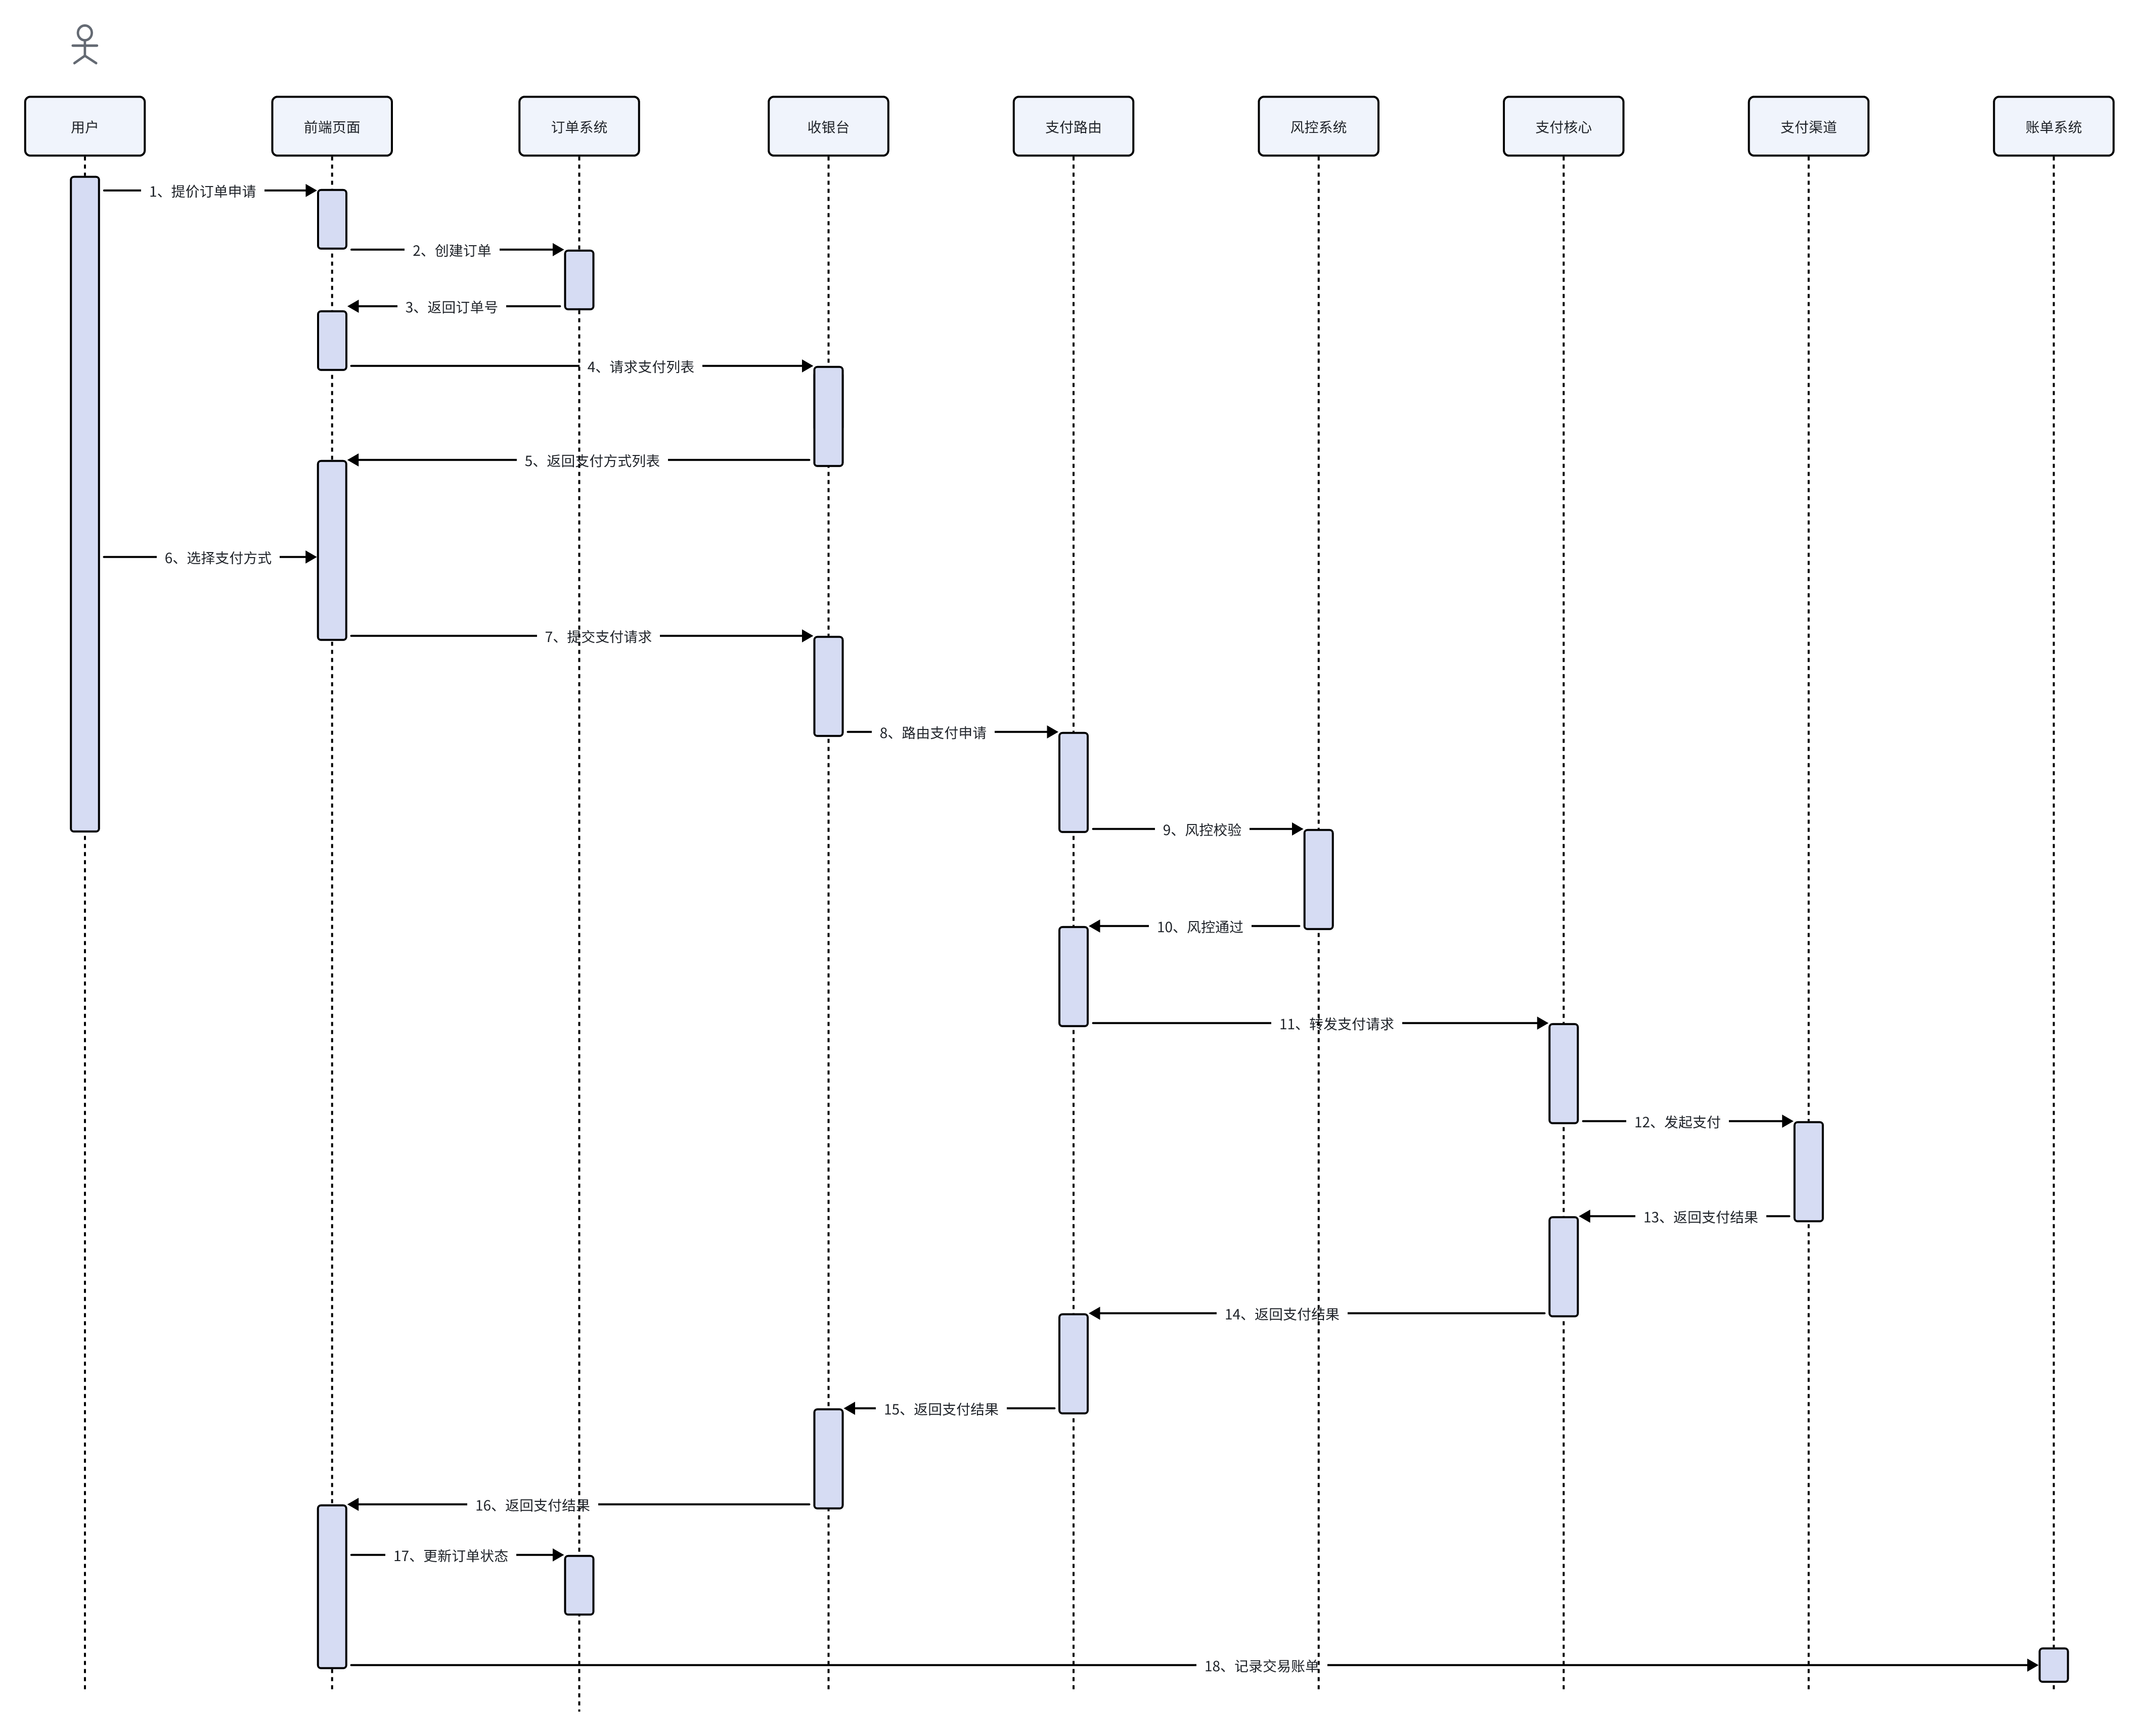 用户
前端页面
订单系统
收银台
支付路由
风控系统
支付核心
支付渠道
账单系统
1、提价订单申请
2、创建订单
3、返回订单号
4、请求支付列表
5、返回支付方式列表
6、选择支付方式
7、提交支付请求
8、路由支付申请
9、风控校验
10、风控通过
11、转发支付请求
12、发起支付
13、返回支付结果
14、返回支付结果
15、返回支付结果
16、返回支付结果
17、更新订单状态
18、记录交易账单